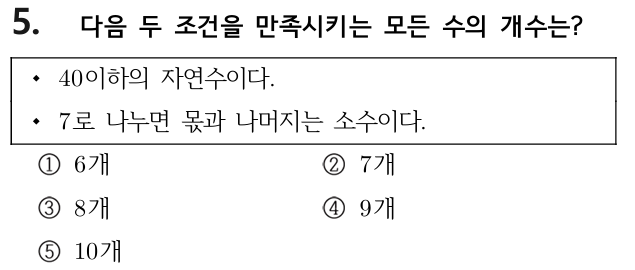 5. 다음 두 조건을 만족시키는 모든 수의 개수는?
• 40이하의 자연수이다.
• 7로 나누면 몫과 나머지는 소수이다.
① 6개 ② 7개
③ 8개 ④ 9개
⑤ 10개